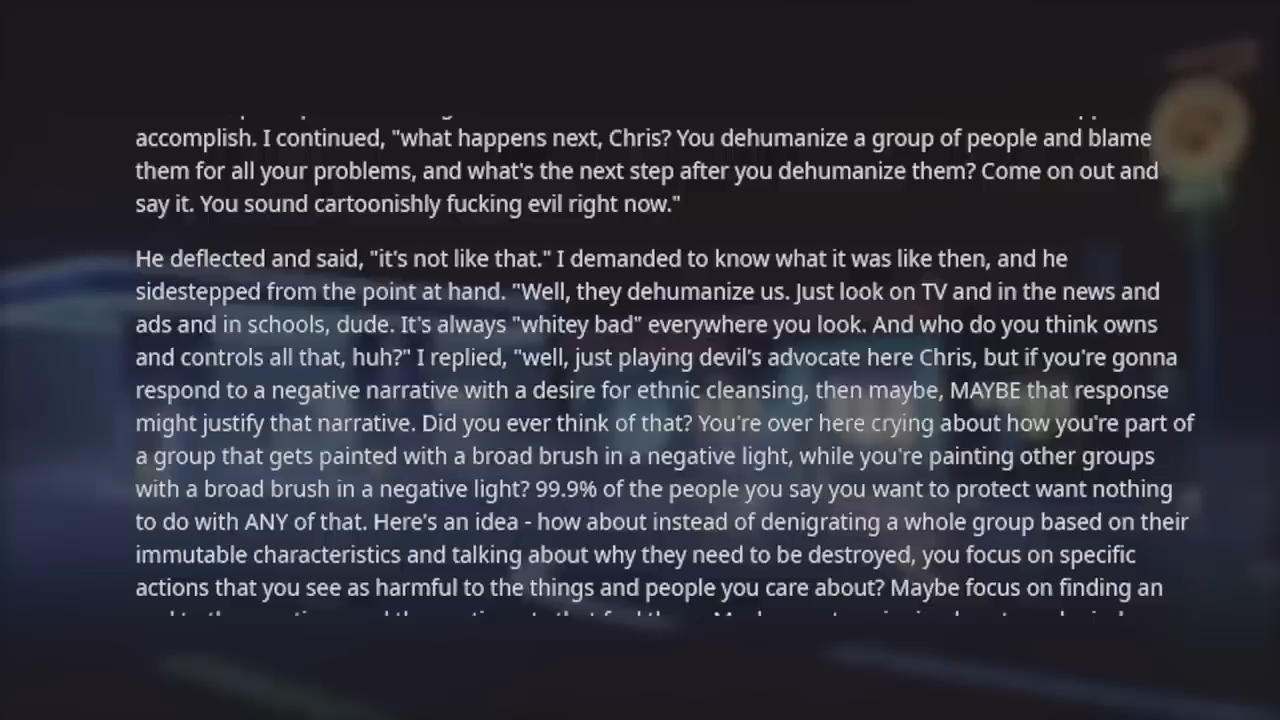 accomplish. I continued, "what happens next, Chris? You dehumanize a group of people and blame
them for all your problems, and what's the next step after you dehumanize them? Come on out and
say it. You sound cartoonishly fucking evil right now."
He deflected and said, "it's not like that." I demanded to know what it was like then, and he
sidestepped from the point at hand. "Well, they dehumanize us. Just look on TV and in the news and
ads and in schools, dude. It's always "whitey bad" everywhere you look. And who do you think owns
and controls all that, huh?" I replied, "well, just playing devil's advocate here Chris, but if you're gonna
respond to a negative narrative with a desire for ethnic cleansing, then maybe, MAYBE that response
might justify that narrative. Did you ever think of that? You're over here crying about how you're part of
a group that gets painted with a broad brush in a negative light, while you're painting other groups
with a broad brush in a negative light? 99.9% of the people you say you want to protect want nothing
to do with ANY of that. Here's an idea - how about instead of denigrating a whole group based on their
immutable characteristics and talking about why they need to be destroyed, you focus on specific
actions that you see as harmful to the things and people you care about? Maybe focus on finding an